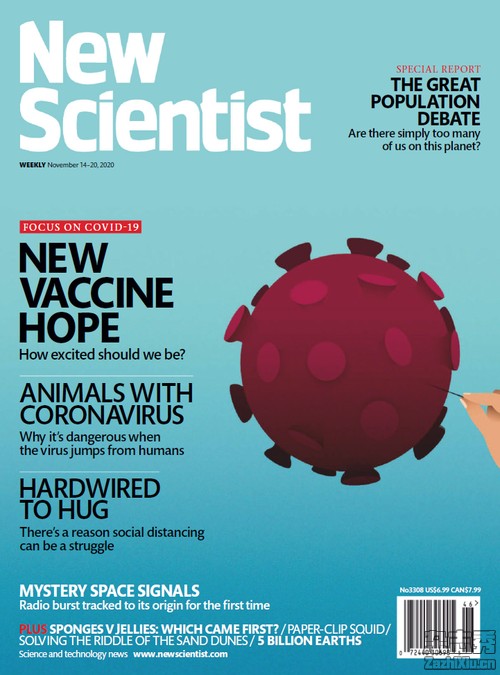 New
Scientist
WEEKLY November 14–20, 2020
SPECIAL REPORT
THE GREAT
POPULATION
DEBATE
Are there simply too many
of us on this planet?
FOCUS ON COVID-19
NEW
VACCINE
HOPE
How excited should we be?
ANIMALS WITH
CORONAVIRUS
Why it's dangerous when
the virus jumps from humans
HARDWIRED
TO HUG
There's a reason social distancing
can be a struggle
MYSTERY SPACE SIGNALS
Radio burst tracked to its origin for the first time
PLUS SPONGES V JELLIES: WHICH CAME FIRST? / PAPER-CLIP SQUID /
SOLVING THE RIDDLE OF THE SAND DUNES / 5 BILLION EARTHS
Science and technology news www.newscientist.com
No3308 US$6.99 CAN$7.99
46
ZaZhiXiu.com